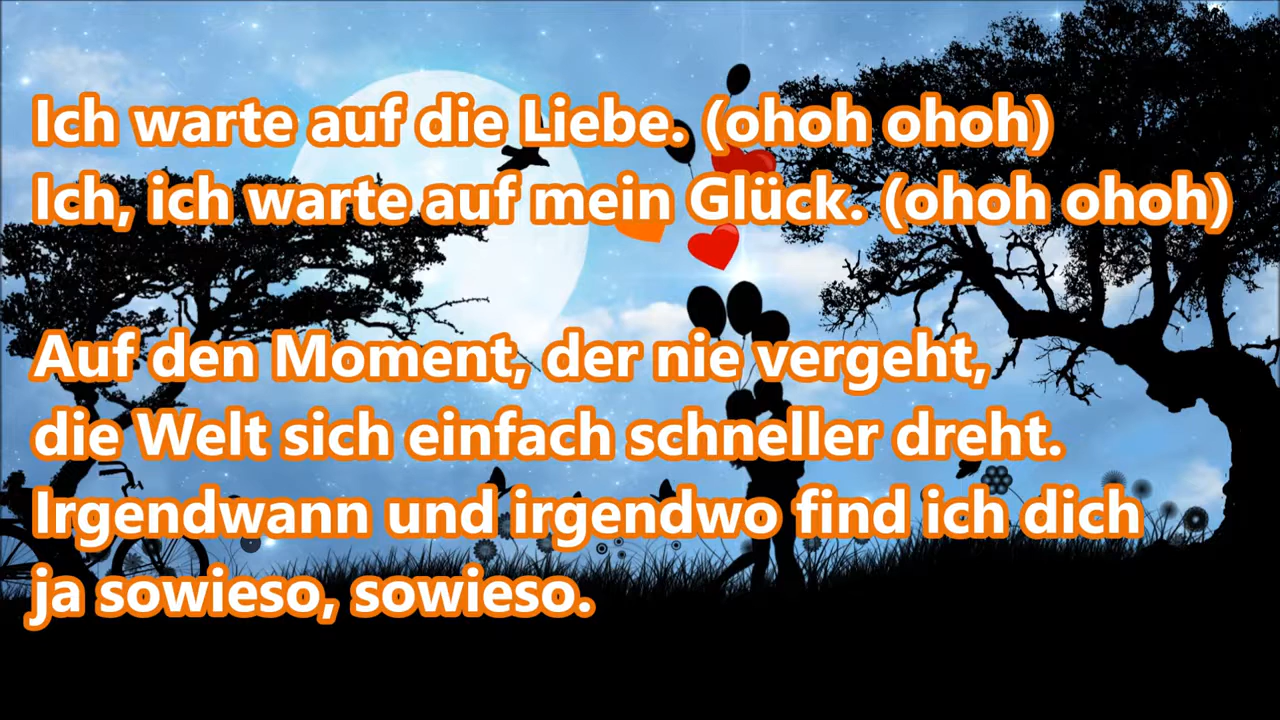 Ich warte auf die Liebe. (ohoh ohoh)
Ich, ich warte auf mein Glück. (ohoh ohoh)
Auf den Moment, der nie vergeht,
die Welt sich einfach schneller dreht.
Irgendwann und irgendwo find ich dich
ja sowieso, sowieso.